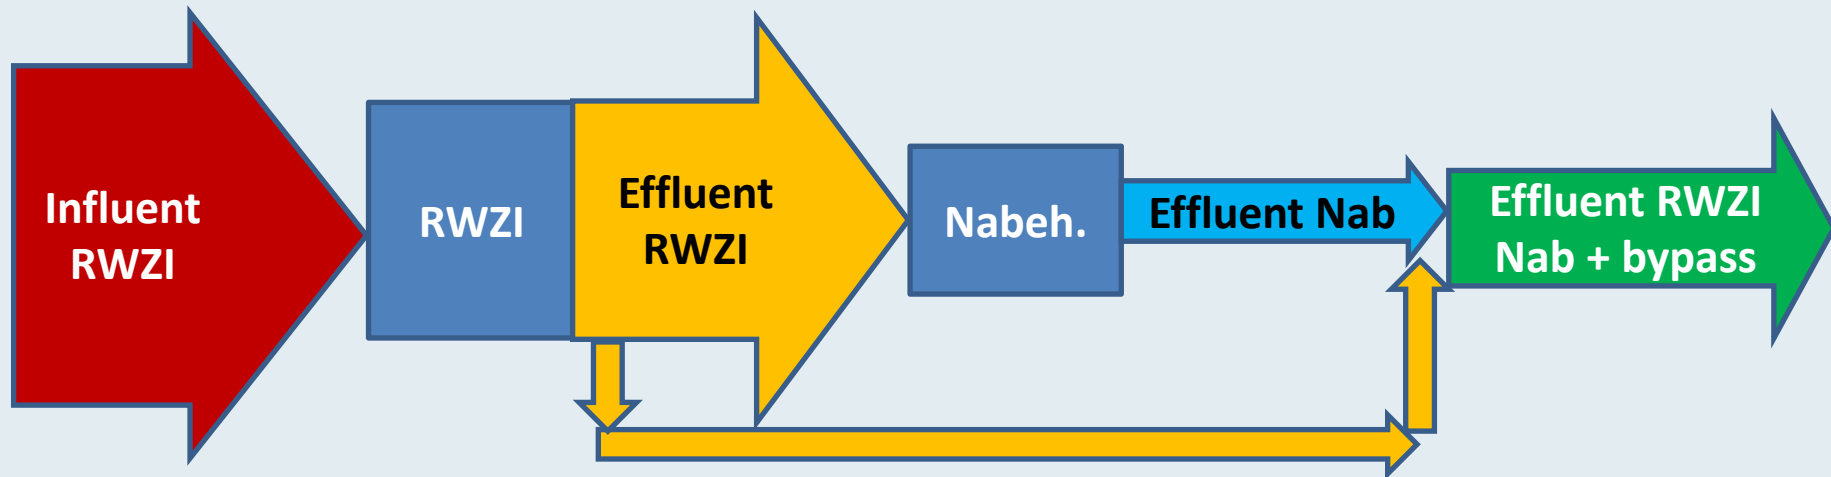 Influent
RWZI
RWZI
Effluent
RWZI
Nabeh.
Effluent Nab
Effluent RWZI
Nab + bypass